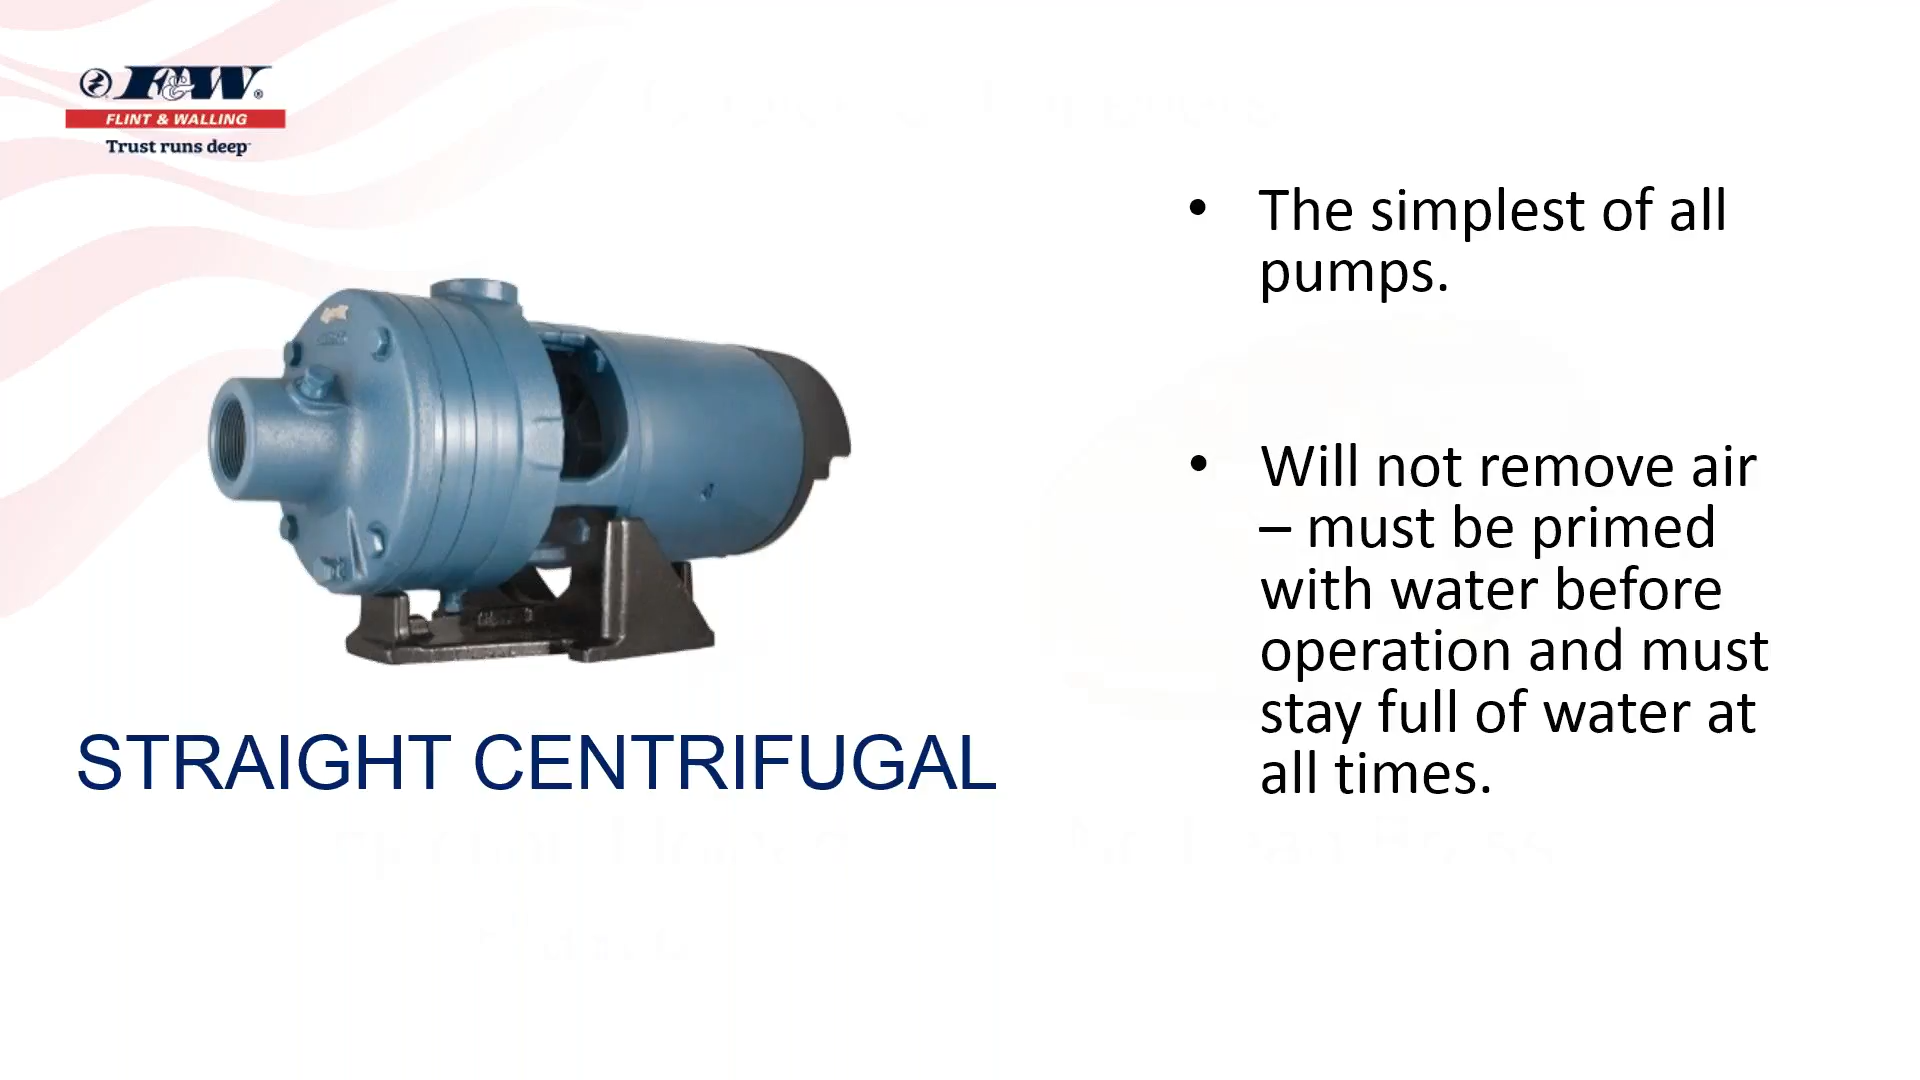 F&W®
FLINT & WALLING
Trust runs deep
• The simplest of all
pumps.
• Will not remove air
– must be primed
with water before
operation and must
stay full of water at
all times.
STRAIGHT CENTRIFUGAL